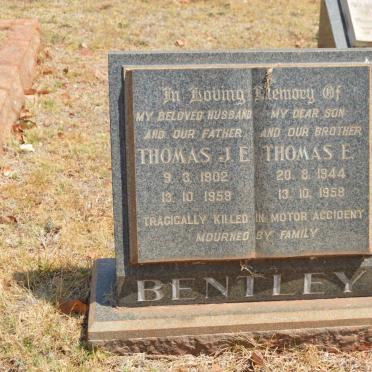 In Loving Memory Of
MY BELOVED HUSBAND
AND OUR FATHER
THOMAS J. E.
9. 3. 1902
13. 10. 1959
MY DEAR SON
AND OUR BROTHER
THOMAS E.
20. 8. 1944
13. 10. 1958
TRAGICALLY KILLED IN MOTOR ACCIDENT
MOURNED BY FAMILY
BENTLEY